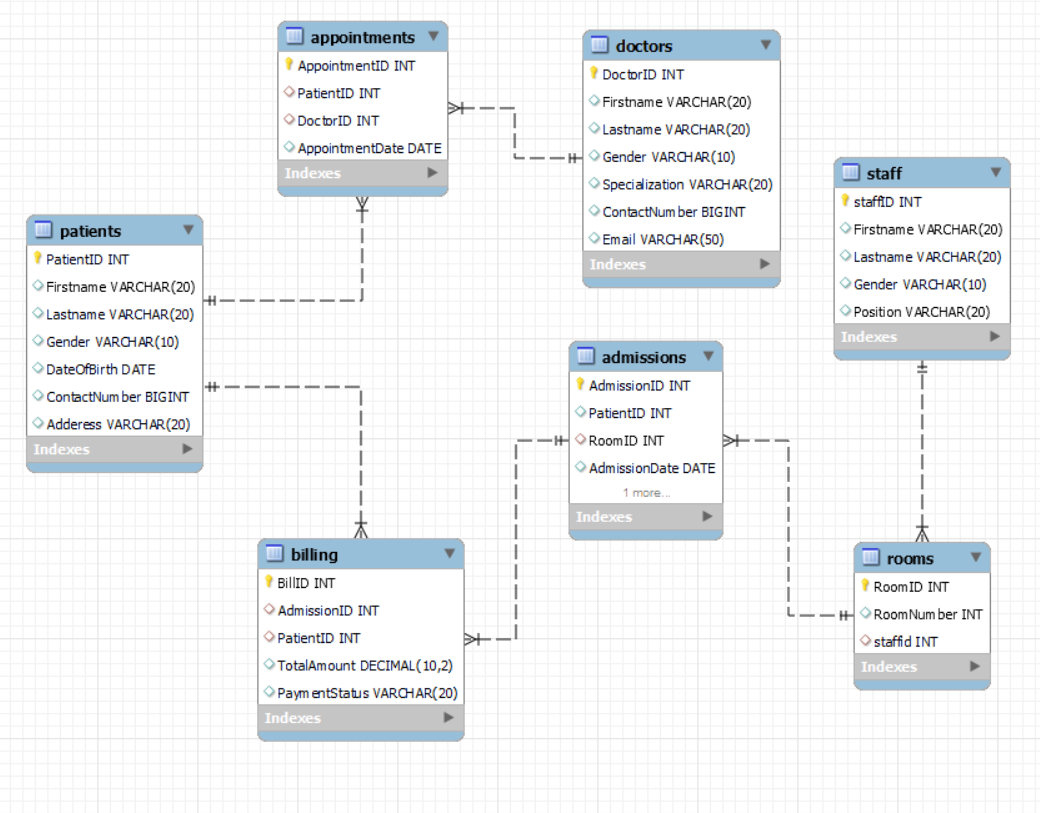 appointments
AppointmentID INT
PatientID INT
DoctorID INT
AppointmentDate DATE
Indexes
doctors
DoctorID INT
Firstname VARCHAR(20)
Lastname VARCHAR(20)
Gender VARCHAR(10)
Specialization VARCHAR(20)
ContactNumber BIGINT
Email VARCHAR(50)
Indexes
staff
staffID INT
Firstname VARCHAR(20)
Lastname VARCHAR(20)
Gender VARCHAR(10)
Position VARCHAR(20)
Indexes
patients
PatientID INT
Firstname VARCHAR(20)
Lastname VARCHAR(20)
Gender VARCHAR(10)
DateOfBirth DATE
ContactNumber BIGINT
Adderess VARCHAR(20)
Indexes
admissions
AdmissionID INT
PatientID INT
RoomID INT
AdmissionDate DATE
1 more...
Indexes
billing
BillID INT
AdmissionID INT
PatientID INT
TotalAmount DECIMAL(10,2)
PaymentStatus VARCHAR(20)
Indexes
rooms
RoomID INT
RoomNumber INT
staffid INT
Indexes